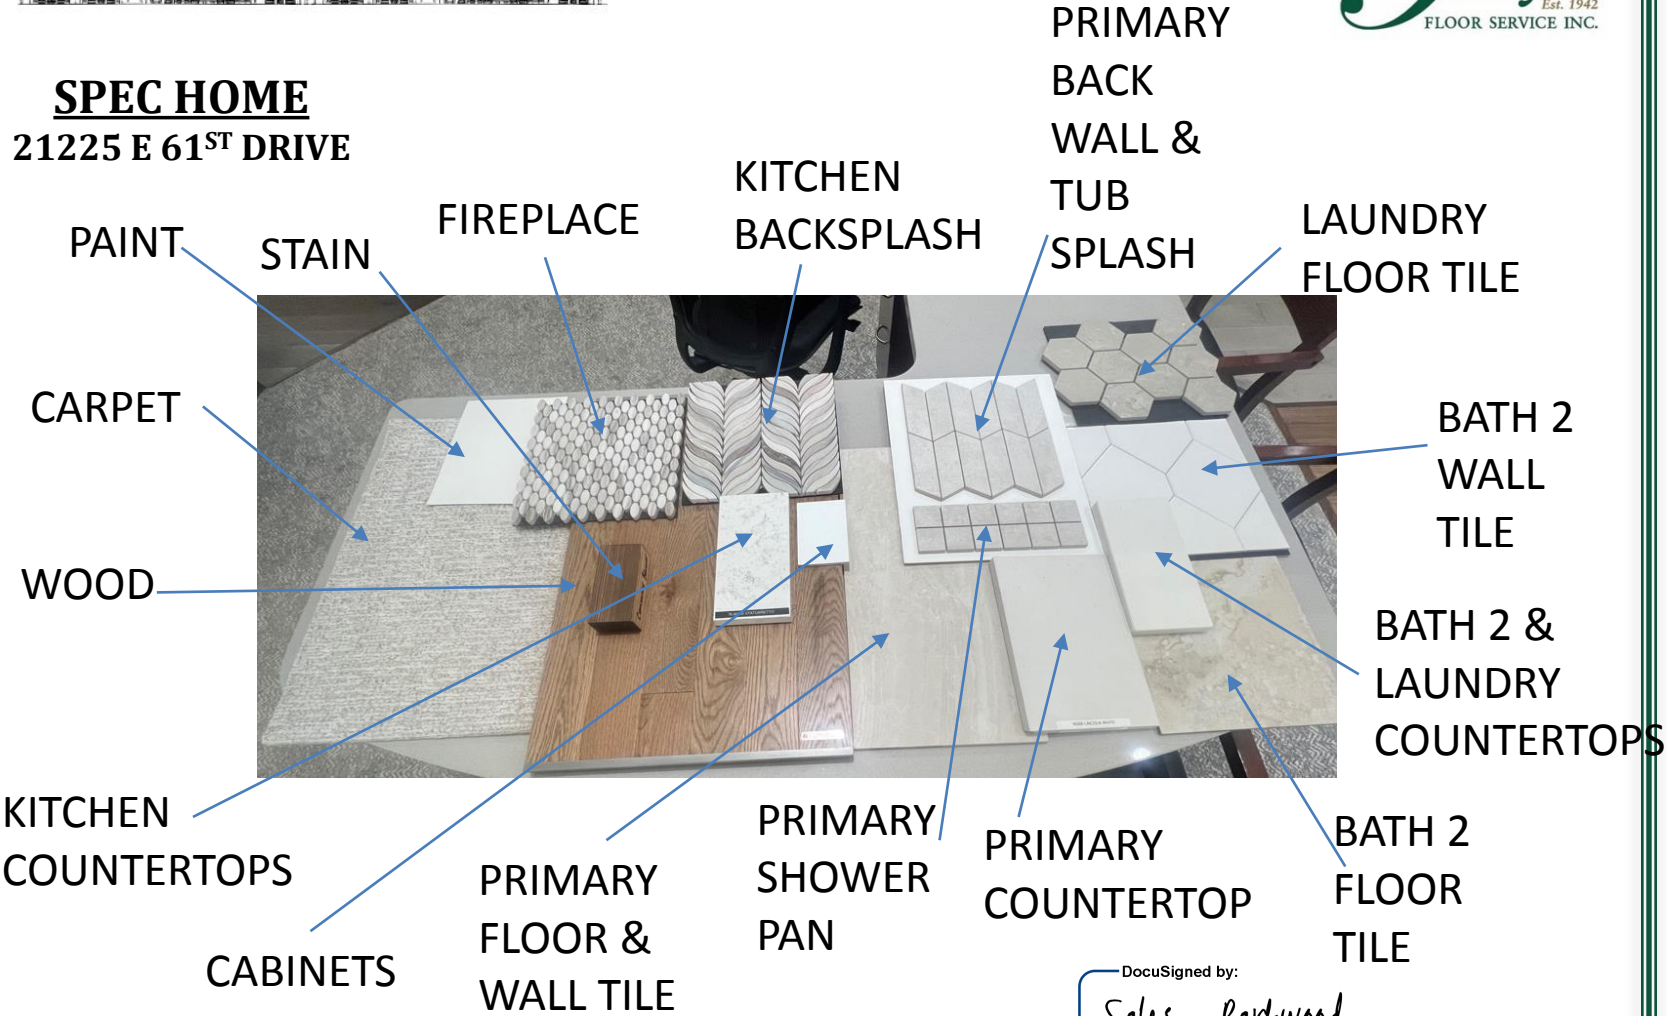 Est. 1942
FLOOR SERVICE INC.
SPEC HOME
21225 E 61ST DRIVE
PAINT
STAIN
FIREPLACE
KITCHEN
BACKSPLASH
PRIMARY
BACK
WALL &
TUB
SPLASH
LAUNDRY
FLOOR TILE
CARPET
BATH 2
WALL
TILE
WOOD
BATH 2 &
LAUNDRY
COUNTERTOPS
KITCHEN
COUNTERTOPS
CABINETS
PRIMARY
FLOOR &
WALL TILE
PRIMARY
SHOWER
PAN
PRIMARY
COUNTERTOP
BATH 2
FLOOR
TILE
DocuSigned by:
Sales